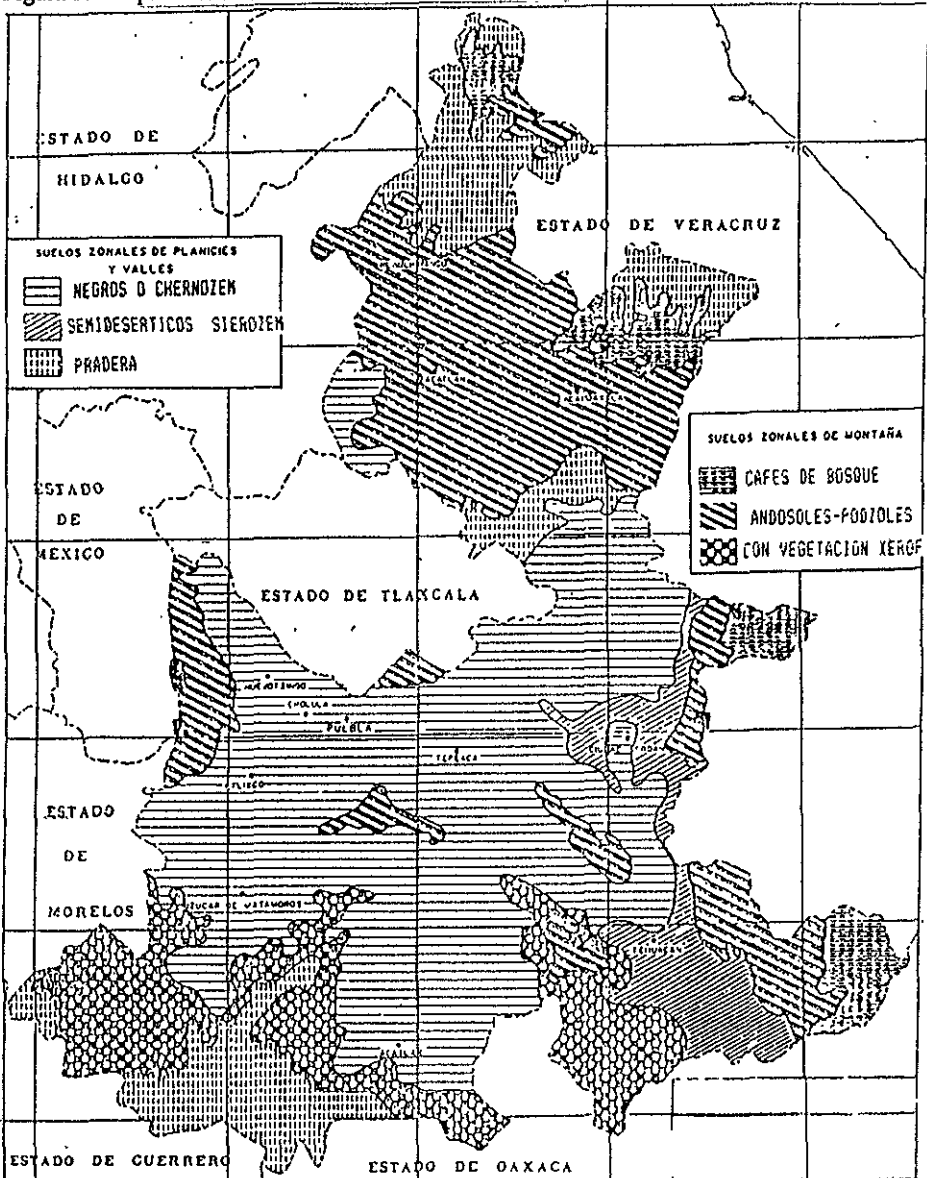 ESTADO DE
HIDALGO
ESTADO DE VERACRUZ
SUELOS ZONALES DE PLANICIES
Y VALLES
NEGROS O CHERNOZEM
SEMIDESERTICOS SIEROZEM
PRADERA
SUELOS ZONALES DE MONTAÑA
CAFES DE BOSQUE
ANDOSOLES-PODZOLES
CON VEGETACION XEROF
ESTADO
DE
MEXICO
ESTADO DE TLAXCALA
CHOLULA
PUEBLA
TEPEACA
ESTADO
DE
MORELOS
IZUCAR DE MATAMOROS
TEHUACAN
ESTADO DE GUERRERO
ESTADO DE OAXACA